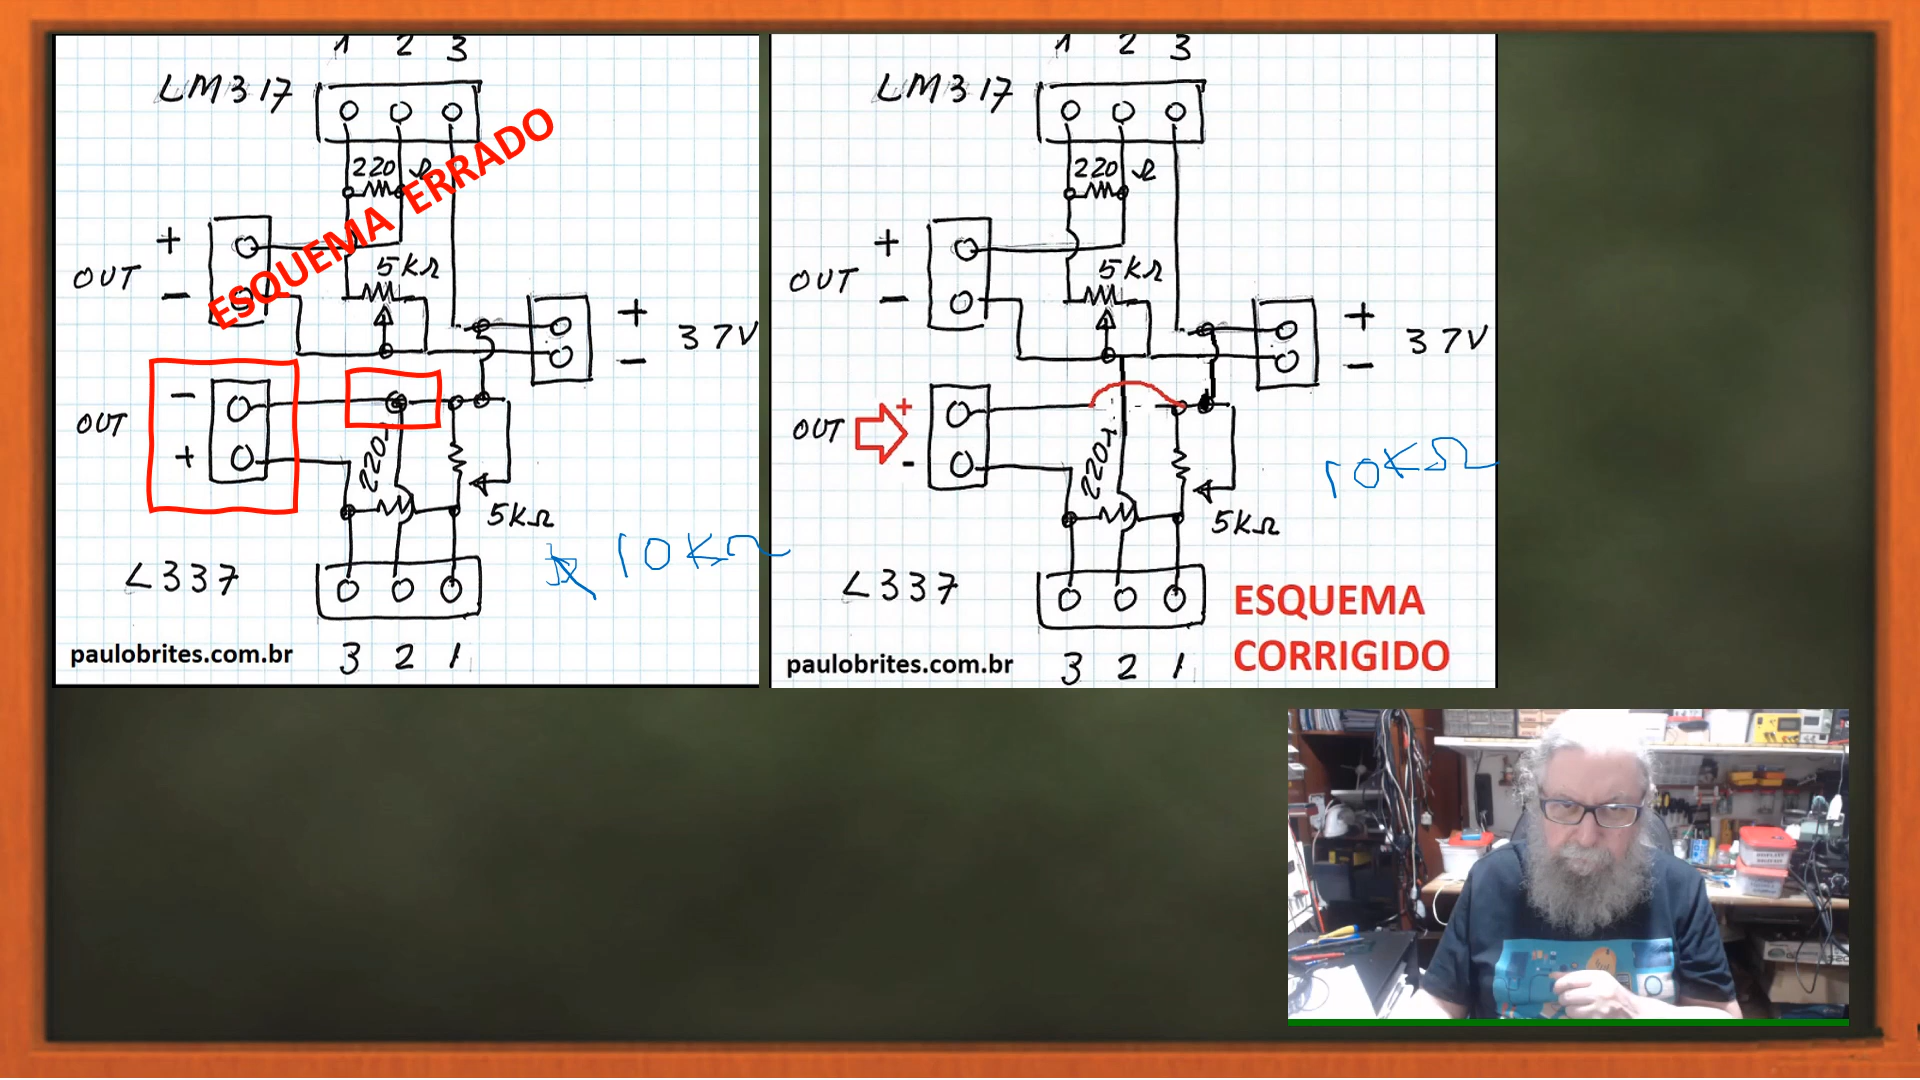 1 2 3
LM317
220 Ω
ESQUEMA ERRADO
+
OUT
-
5KΩ
+
37V
-
-
OUT
+
220Ω
5KΩ
10KΩ
L337
paulobrites.com.br
3 2 1
1 2 3
LM317
220 Ω
+
OUT
-
5KΩ
+
37V
-
+
OUT
-
220Ω
10KΩ
5KΩ
L337
ESQUEMA
CORRIGIDO
paulobrites.com.br
3 2 1